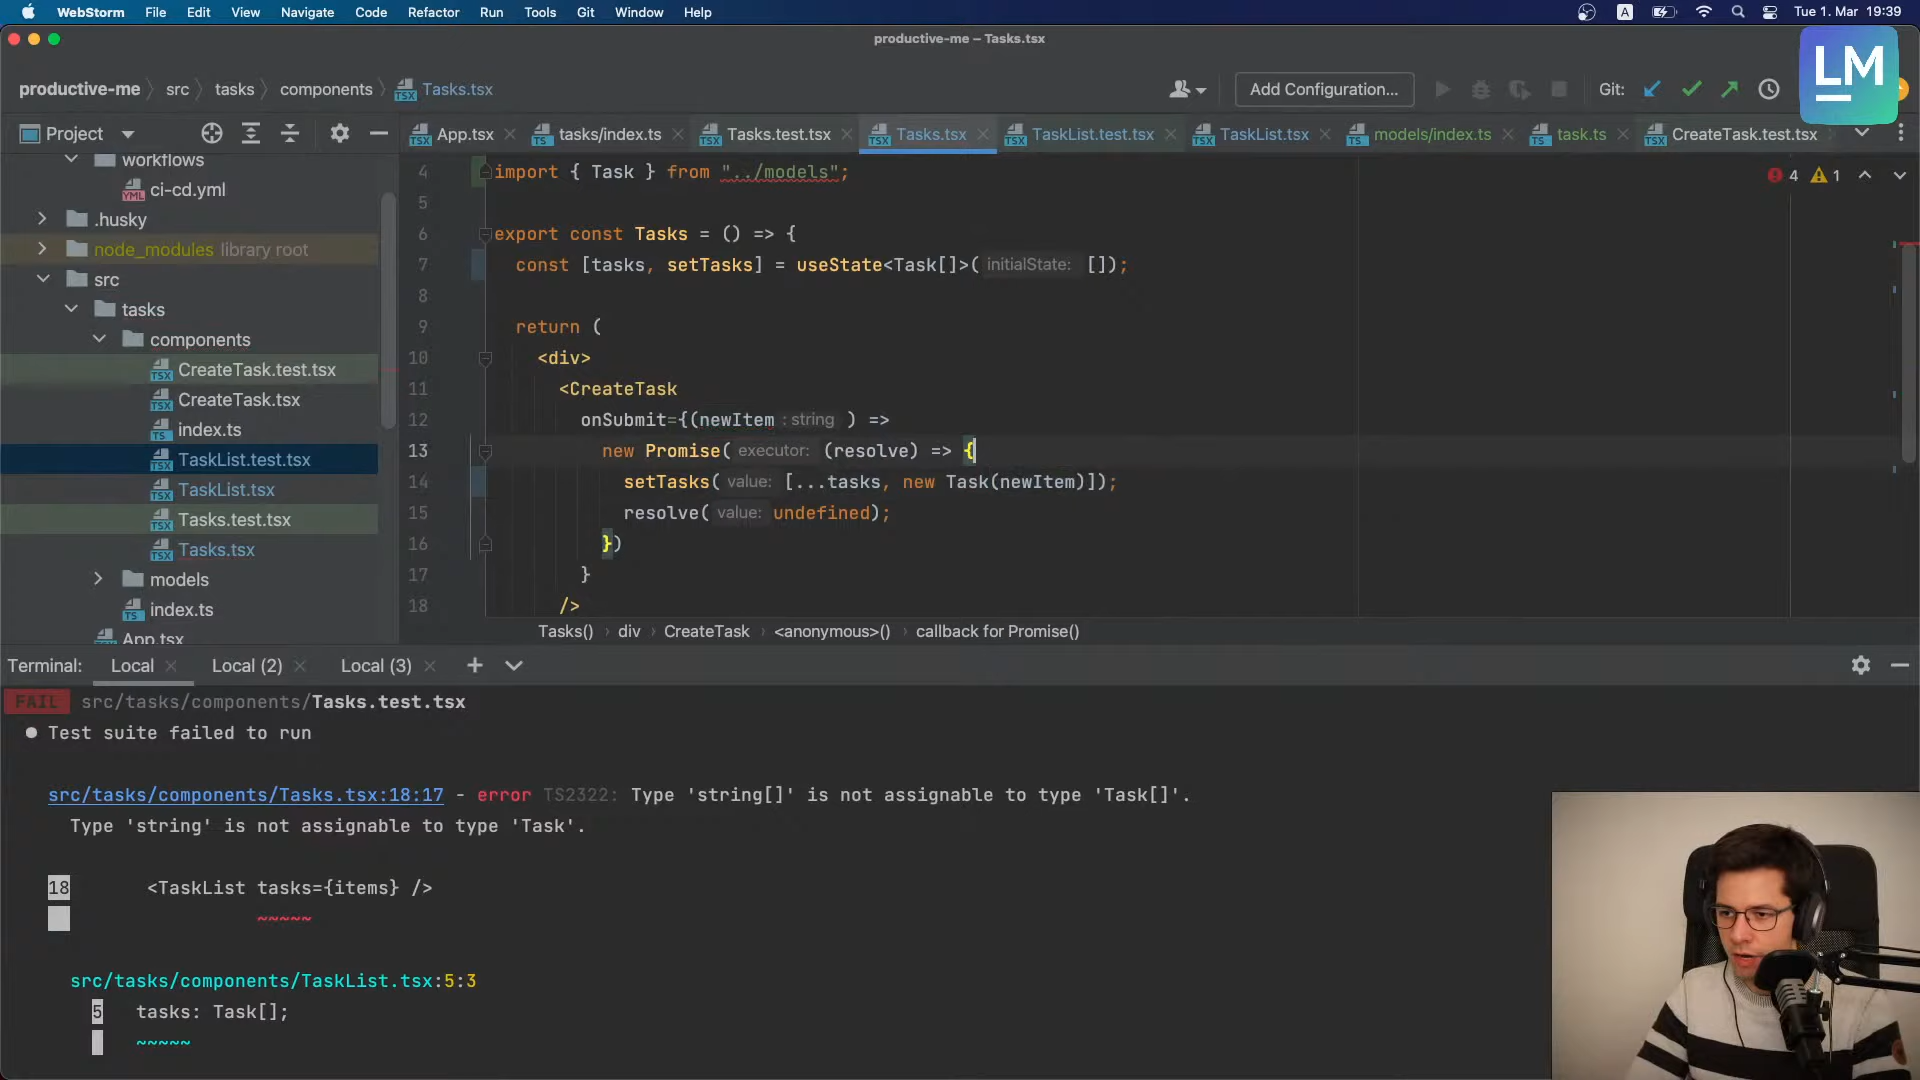 WebStorm File Edit View Navigate Code Refactor Run Tools Git Window Help A Tue 1. Mar 19:39
productive-me – Tasks.tsx
LM
productive-me src tasks components Tasks.tsx Add Configuration... Git:
Project App.tsx tasks/index.ts Tasks.test.tsx Tasks.tsx TaskList.test.tsx TaskList.tsx models/index.ts task.ts CreateTask.test.tsx
workflows
ci-cd.yml
.husky
node_modules library root
src
tasks
components
CreateTask.test.tsx
CreateTask.tsx
index.ts
TaskList.test.tsx
TaskList.tsx
Tasks.test.tsx
Tasks.tsx
models
index.ts
App.tsx
4 import { Task } from "../models";
4 1
5
6 export const Tasks = () => {
7 const [tasks, setTasks] = useState<Task[]>( initialState: []);
8
9 return (
10 <div>
11 <CreateTask
12 onSubmit={(newItem : string ) =>
13 new Promise( executor: (resolve) => {
14 setTasks( value: [...tasks, new Task(newItem)]);
15 resolve( value: undefined);
16 })
17 }
18 />
Tasks() div CreateTask <anonymous>() callback for Promise()
Terminal: Local Local (2) Local (3)
FAIL src/tasks/components/Tasks.test.tsx
● Test suite failed to run
src/tasks/components/Tasks.tsx:18:17 - error TS2322: Type 'string[]' is not assignable to type 'Task[]'.
Type 'string' is not assignable to type 'Task'.
18 <TaskList tasks={items} />
~~~~~
src/tasks/components/TaskList.tsx:5:3
5 tasks: Task[];
~~~~~